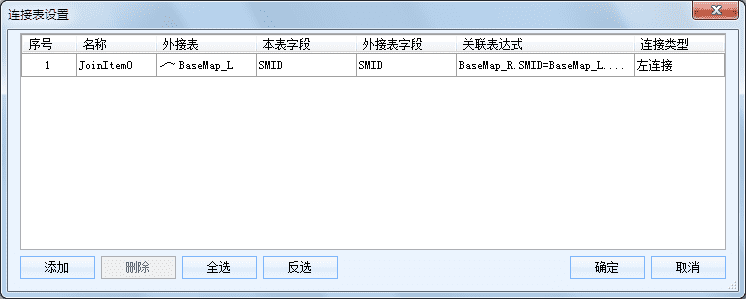 连接表设置
序号 名称 外接表 本表字段 外接表字段 关联表达式 连接类型
1 JoinItem0 BaseMap_L SMID SMID BaseMap_R.SMID=BaseMap_L.... 左连接
添加 删除 全选 反选 确定 取消